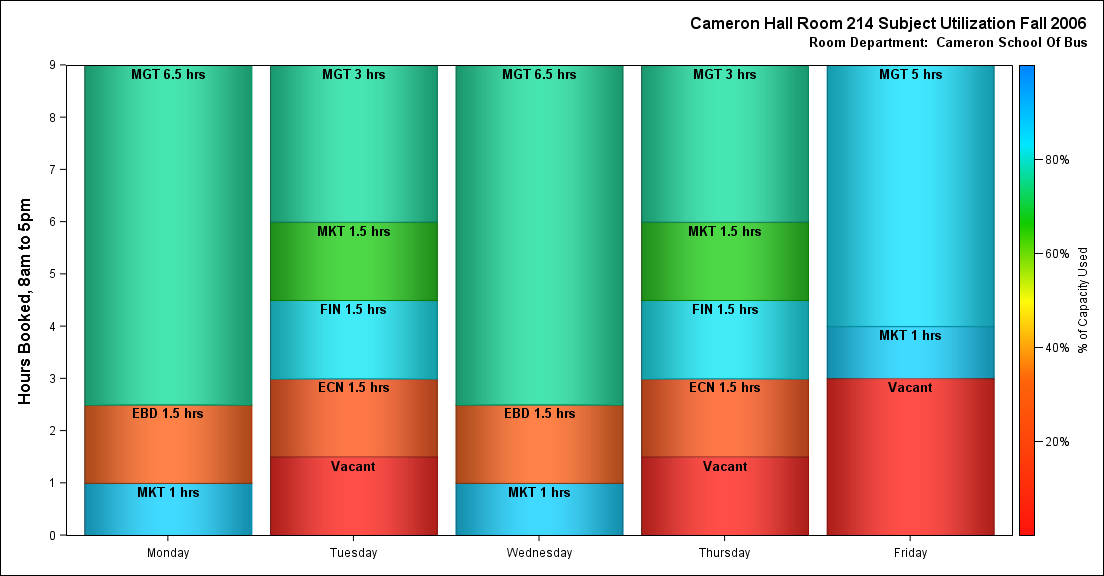 Cameron Hall Room 214 Subject Utilization Fall 2006
Room Department:  Cameron School Of Bus
Hours Booked, 8am to 5pm
9
8
7
6
5
4
3
2
1
0
MGT 6.5 hrs
EBD 1.5 hrs
MKT 1 hrs
Monday
MGT 3 hrs
MKT 1.5 hrs
FIN 1.5 hrs
ECN 1.5 hrs
Vacant
Tuesday
MGT 6.5 hrs
EBD 1.5 hrs
MKT 1 hrs
Wednesday
MGT 3 hrs
MKT 1.5 hrs
FIN 1.5 hrs
ECN 1.5 hrs
Vacant
Thursday
MGT 5 hrs
MKT 1 hrs
Vacant
Friday
80%
60%
40%
20%
% of Capacity Used